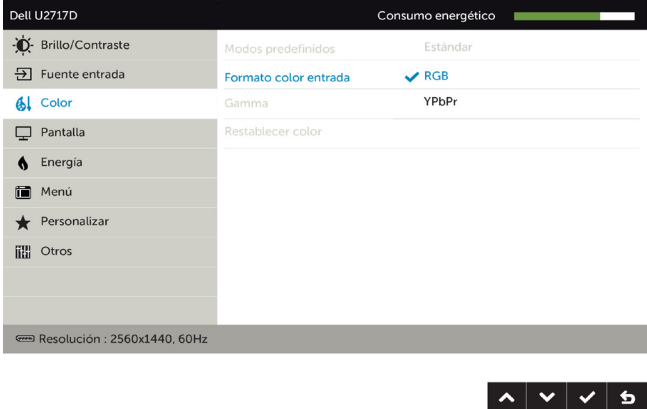 Dell U2717D Consumo energético
Brillo/Contraste Modos predefinidos Estándar
Fuente entrada Formato color entrada RGB
Color Gamma YPbPr
Pantalla Restablecer color
Energía
Menú
Personalizar
Otros
Resolución : 2560x1440, 60Hz